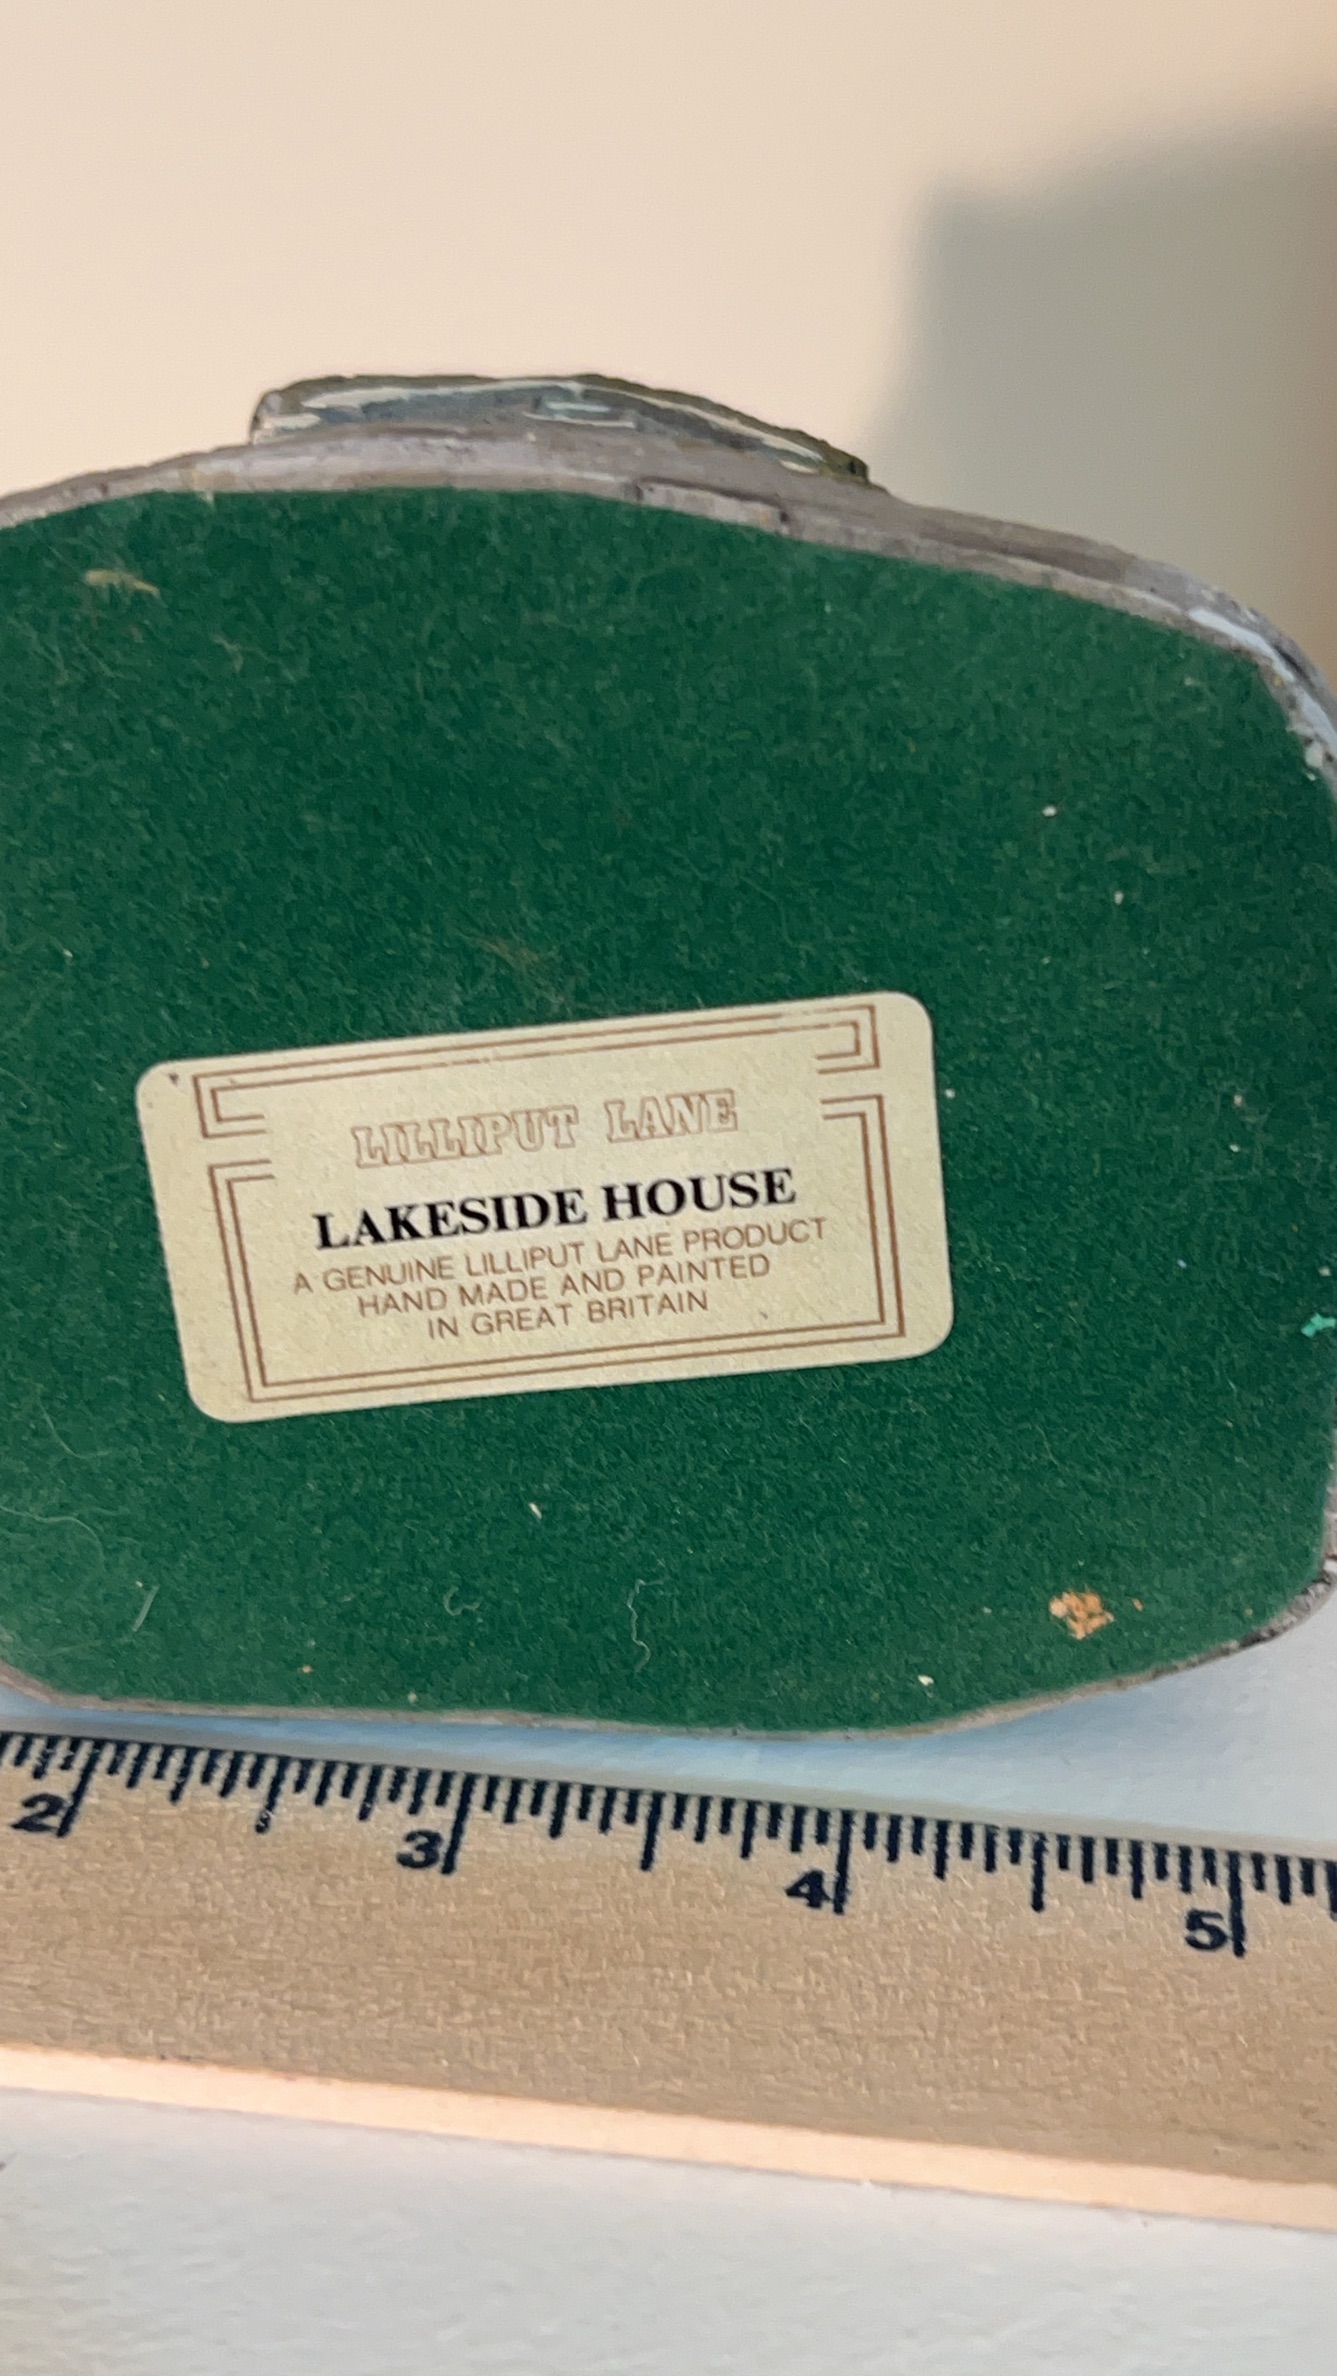 LILLIPUT LANE
LAKESIDE HOUSE
A GENUINE LILLIPUT LANE PRODUCT
HAND MADE AND PAINTED
IN GREAT BRITAIN
2 3 4 5